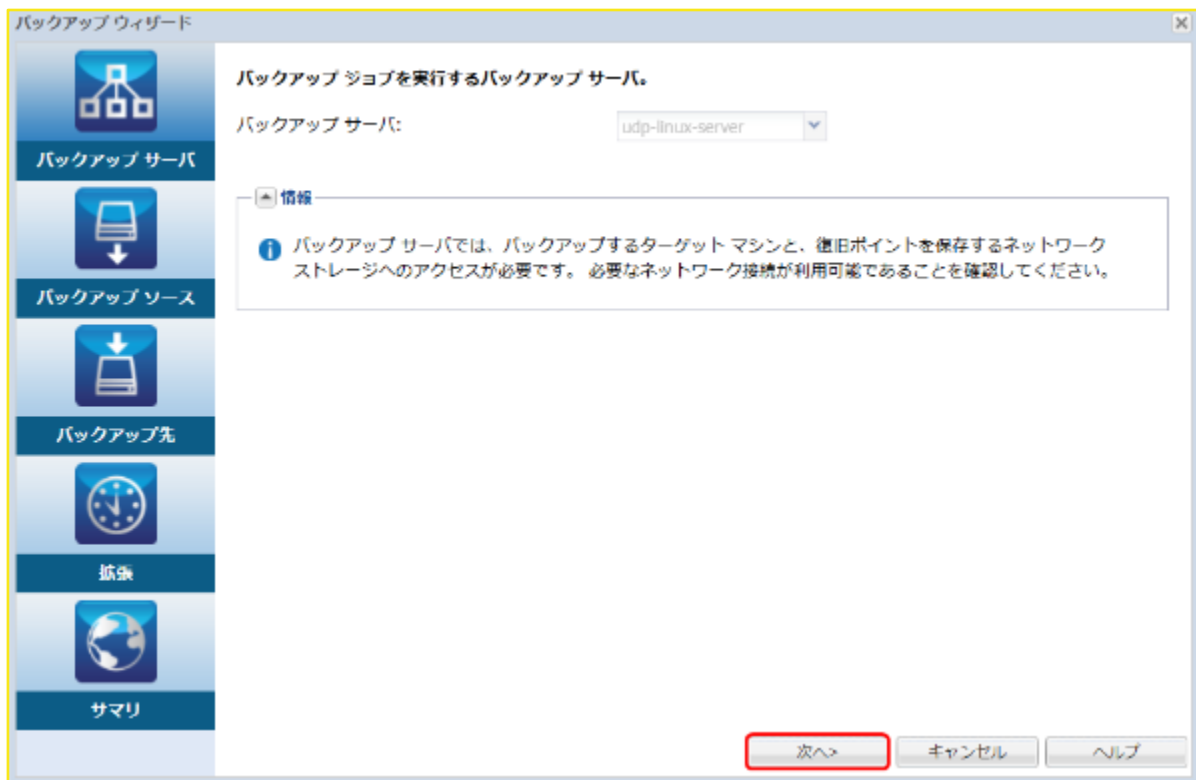 バックアップ ウィザード
バックアップ サーバ
バックアップ ソース
バックアップ先
拡張
サマリ
バックアップ ジョブを実行するバックアップ サーバ。
バックアップ サーバ: udp-linux-server
情報
バックアップ サーバでは、バックアップするターゲット マシンと、復旧ポイントを保存するネットワーク
ストレージへのアクセスが必要です。 必要なネットワーク接続が利用可能であることを確認してください。
次へ> キャンセル ヘルプ